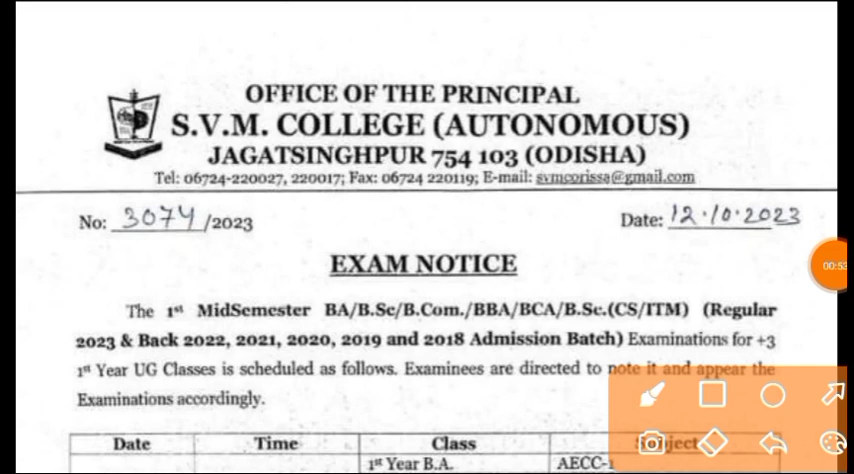 OFFICE OF THE PRINCIPAL
S.V.M. COLLEGE (AUTONOMOUS)
JAGATSINGHPUR 754 103 (ODISHA)
Tel: 06724-220027, 220017; Fax: 06724 220119; E-mail: svmcorissa@gmail.com
No: 3074/2023 Date: 12.10.2023
EXAM NOTICE
00:53
The 1st MidSemester BA/B.Sc/B.Com./BBA/BCA/B.Sc.(CS/ITM) (Regular
2023 & Back 2022, 2021, 2020, 2019 and 2018 Admission Batch) Examinations for +3
1st Year UG Classes is scheduled as follows. Examinees are directed to note it and appear the
Examinations accordingly.
Date Time Class Subject
1st Year B.A. AECC-1